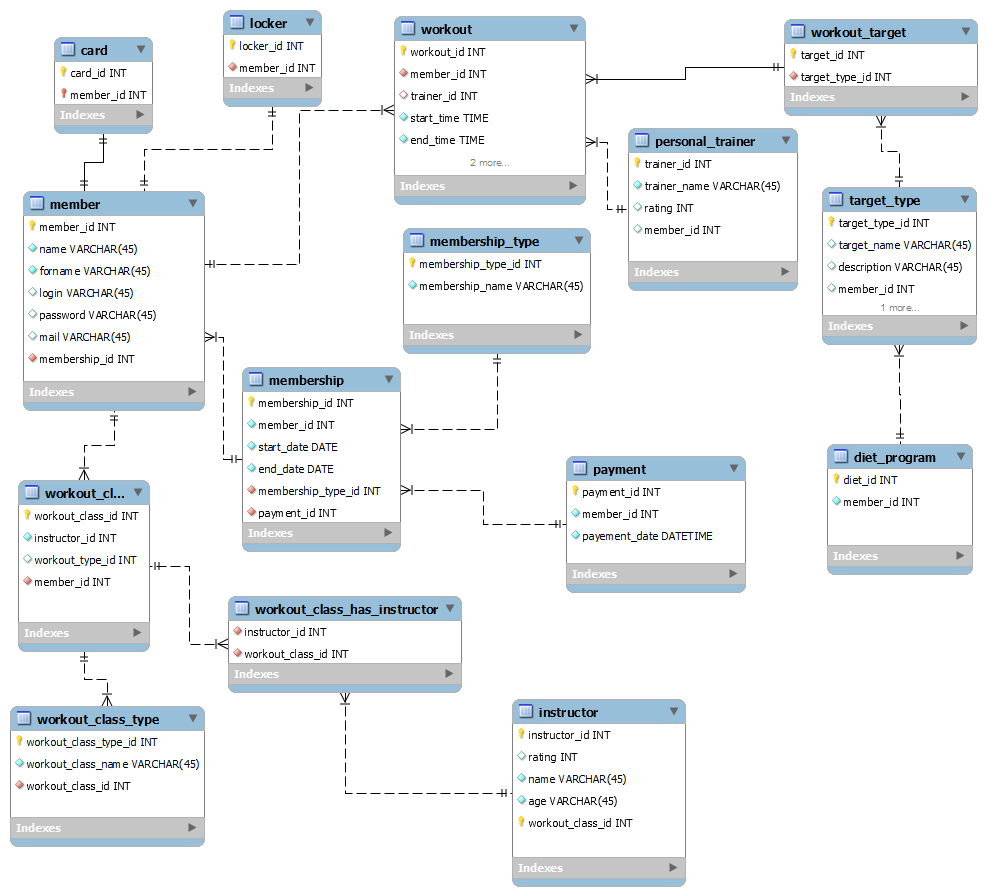 card
card_id INT
member_id INT
Indexes
locker
locker_id INT
member_id INT
Indexes
workout
workout_id INT
member_id INT
trainer_id INT
start_time TIME
end_time TIME
2 more...
Indexes
workout_target
target_id INT
target_type_id INT
Indexes
personal_trainer
trainer_id INT
trainer_name VARCHAR(45)
rating INT
member_id INT
Indexes
member
member_id INT
name VARCHAR(45)
forname VARCHAR(45)
login VARCHAR(45)
password VARCHAR(45)
mail VARCHAR(45)
membership_id INT
Indexes
membership_type
membership_type_id INT
membership_name VARCHAR(45)
Indexes
target_type
target_type_id INT
target_name VARCHAR(45)
description VARCHAR(45)
member_id INT
1 more...
Indexes
membership
membership_id INT
member_id INT
start_date DATE
end_date DATE
membership_type_id INT
payment_id INT
Indexes
payment
payment_id INT
member_id INT
payement_date DATETIME
Indexes
diet_program
diet_id INT
member_id INT
Indexes
workout_cl...
workout_class_id INT
instructor_id INT
workout_type_id INT
member_id INT
Indexes
workout_class_has_instructor
instructor_id INT
workout_class_id INT
Indexes
workout_class_type
workout_class_type_id INT
workout_class_name VARCHAR(45)
workout_class_id INT
Indexes
instructor
instructor_id INT
rating INT
name VARCHAR(45)
age VARCHAR(45)
workout_class_id INT
Indexes